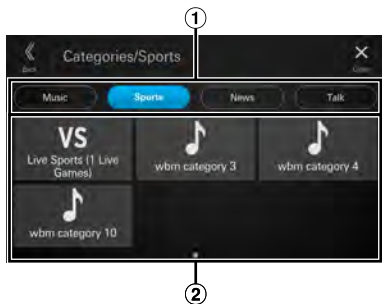 1
Categories/Sports
Back
Close
Music
Sports
News
Talk
VS
Live Sports (1 Live
Games)
wbm category 3
wbm category 4
wbm category 10
2